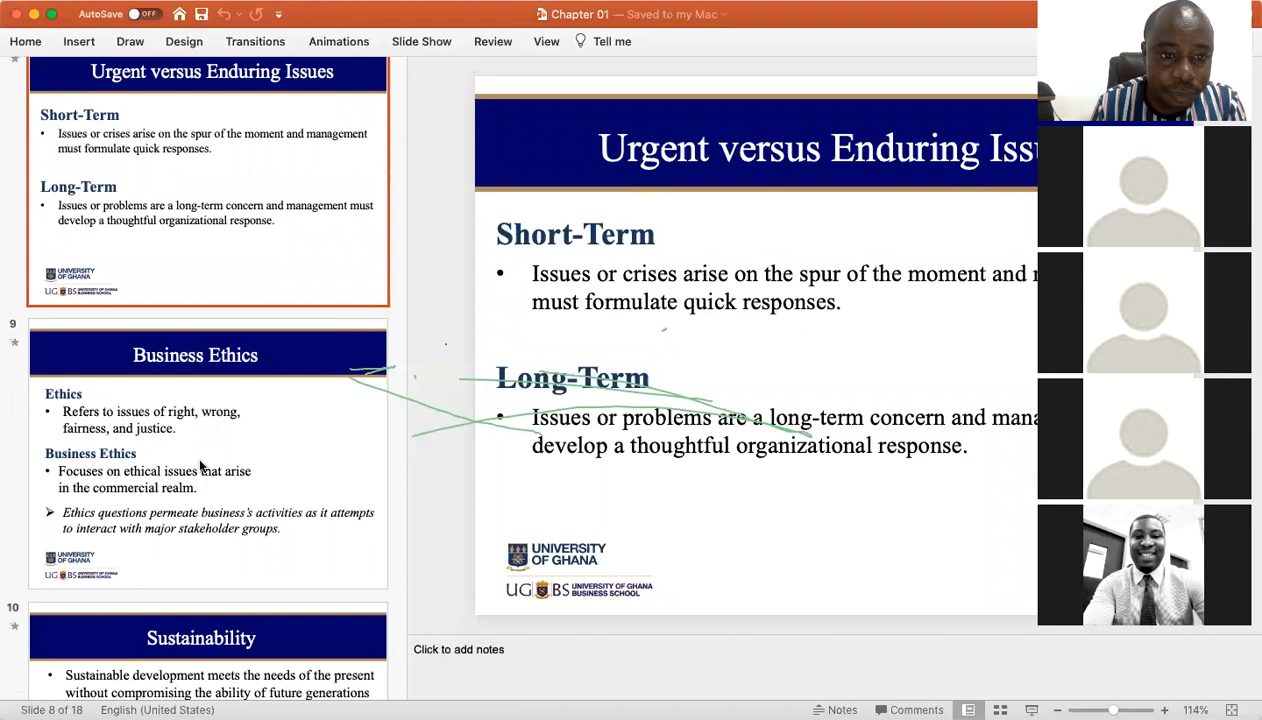 AutoSave OFF
Chapter 01 — Saved to my Mac
Home Insert Draw Design Transitions Animations Slide Show Review View Tell me
Urgent versus Enduring Issues
Short-Term
• Issues or crises arise on the spur of the moment and management
must formulate quick responses.
Long-Term
• Issues or problems are a long-term concern and management must
develop a thoughtful organizational response.
UNIVERSITY
OF GHANA
UGBS UNIVERSITY OF GHANA
BUSINESS SCHOOL
9
Business Ethics
Ethics
• Refers to issues of right, wrong,
fairness, and justice.
Business Ethics
• Focuses on ethical issues that arise
in the commercial realm.
➤ Ethics questions permeate business's activities as it attempts
to interact with major stakeholder groups.
UNIVERSITY
OF GHANA
UGBS UNIVERSITY OF GHANA
BUSINESS SCHOOL
10
Sustainability
• Sustainable development meets the needs of the present
without compromising the ability of future generations
Urgent versus Enduring Iss
Short-Term
• Issues or crises arise on the spur of the moment and
must formulate quick responses.
Long-Term
• Issues or problems are a long-term concern and mana
develop a thoughtful organizational response.
UNIVERSITY
OF GHANA
UGBS UNIVERSITY OF GHANA
BUSINESS SCHOOL
Click to add notes
Slide 8 of 18 English (United States) Notes Comments 114%